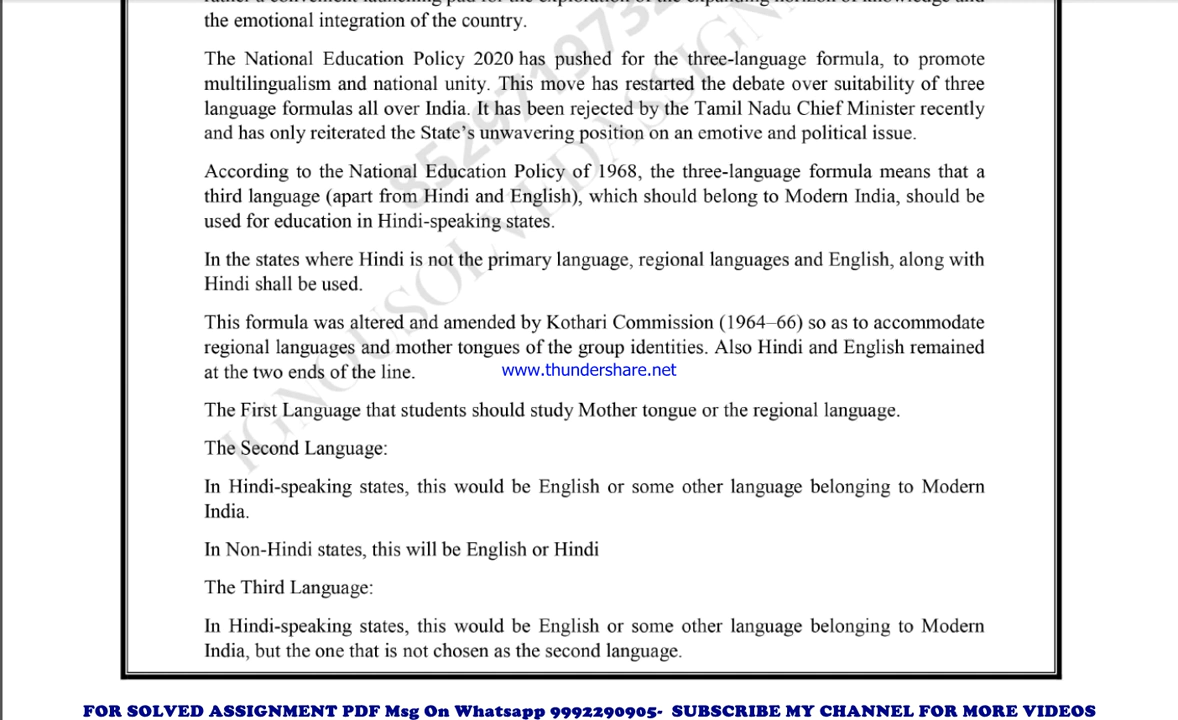 the emotional integration of the country.
The National Education Policy 2020 has pushed for the three-language formula, to promote
multilingualism and national unity. This move has restarted the debate over suitability of three
language formulas all over India. It has been rejected by the Tamil Nadu Chief Minister recently
and has only reiterated the State's unwavering position on an emotive and political issue.
According to the National Education Policy of 1968, the three-language formula means that a
third language (apart from Hindi and English), which should belong to Modern India, should be
used for education in Hindi-speaking states.
In the states where Hindi is not the primary language, regional languages and English, along with
Hindi shall be used.
This formula was altered and amended by Kothari Commission (1964–66) so as to accommodate
regional languages and mother tongues of the group identities. Also Hindi and English remained
at the two ends of the line.
www.thundershare.net
The First Language that students should study Mother tongue or the regional language.
The Second Language:
In Hindi-speaking states, this would be English or some other language belonging to Modern
India.
In Non-Hindi states, this will be English or Hindi
The Third Language:
In Hindi-speaking states, this would be English or some other language belonging to Modern
India, but the one that is not chosen as the second language.
FOR SOLVED ASSIGNMENT PDF Msg On Whatsapp 9992290905- SUBSCRIBE MY CHANNEL FOR MORE VIDEOS